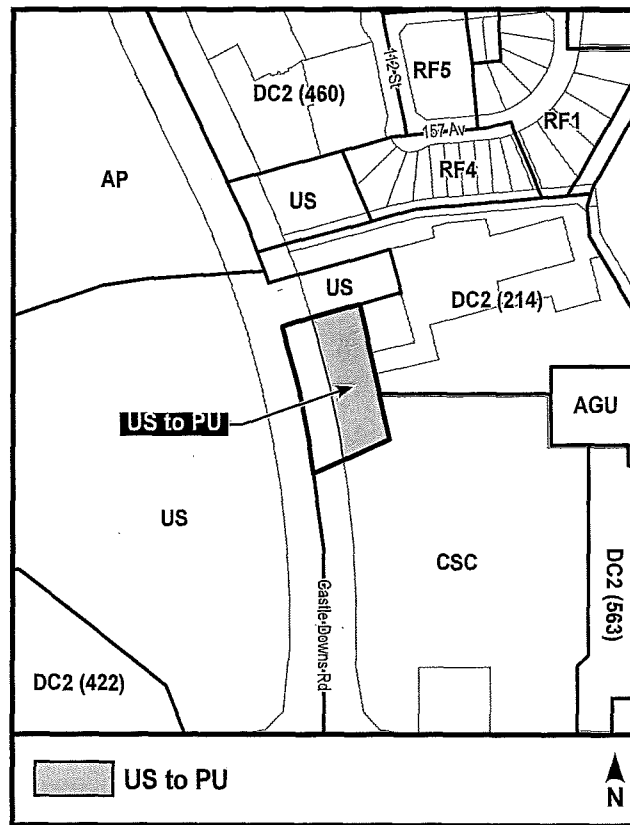 112 St
RF5
DC2 (460)
RF1
157 Av
RF4
AP
US
US
DC2 (214)
US to PU
AGU
US
CSC
DC2 (563)
Castle Downs Rd
DC2 (422)
US to PU
N